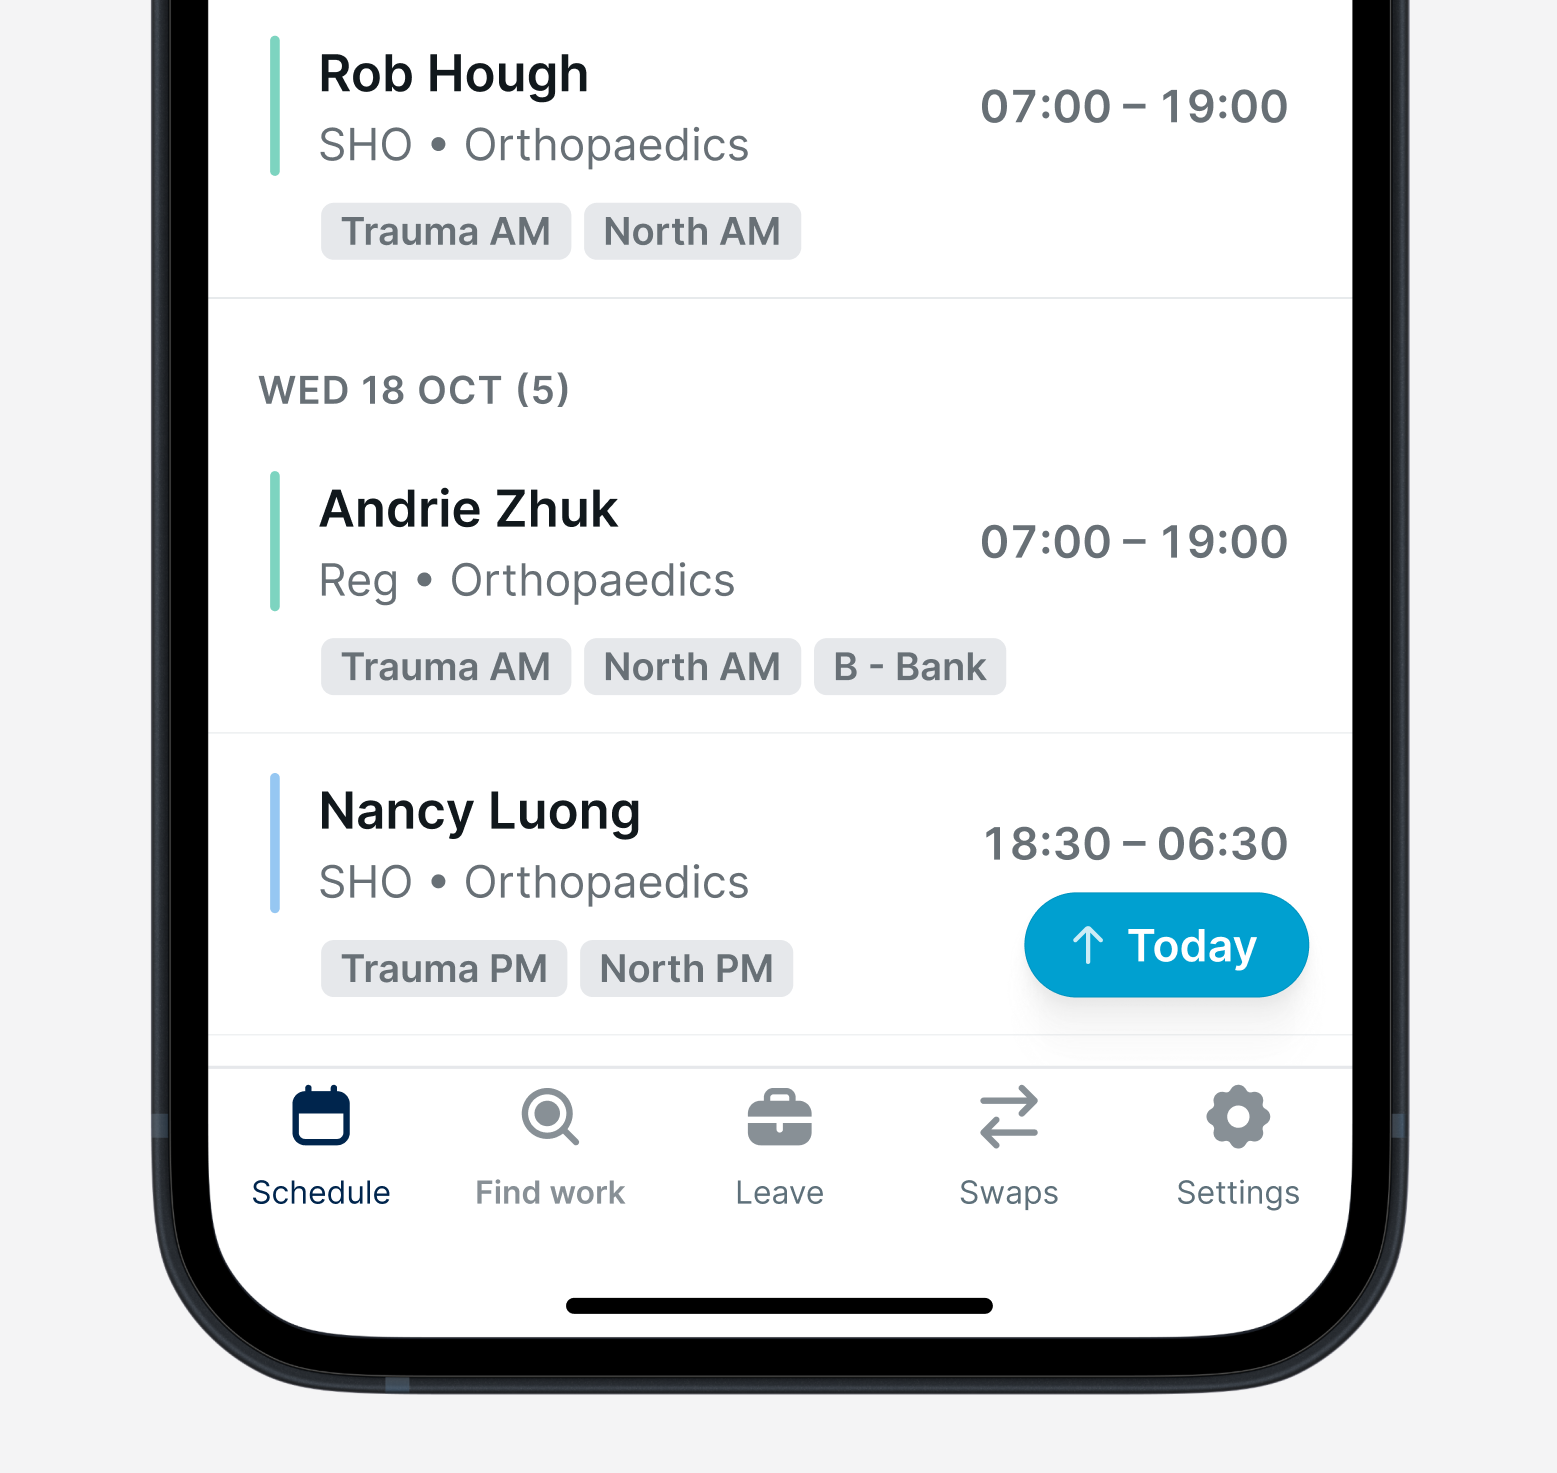 Rob Hough
07:00 – 19:00
SHO • Orthopaedics
Trauma AM North AM
WED 18 OCT (5)
Andrie Zhuk
07:00 – 19:00
Reg • Orthopaedics
Trauma AM North AM B - Bank
Nancy Luong
18:30 – 06:30
SHO • Orthopaedics
Today
Trauma PM North PM
Schedule Find work Leave Swaps Settings